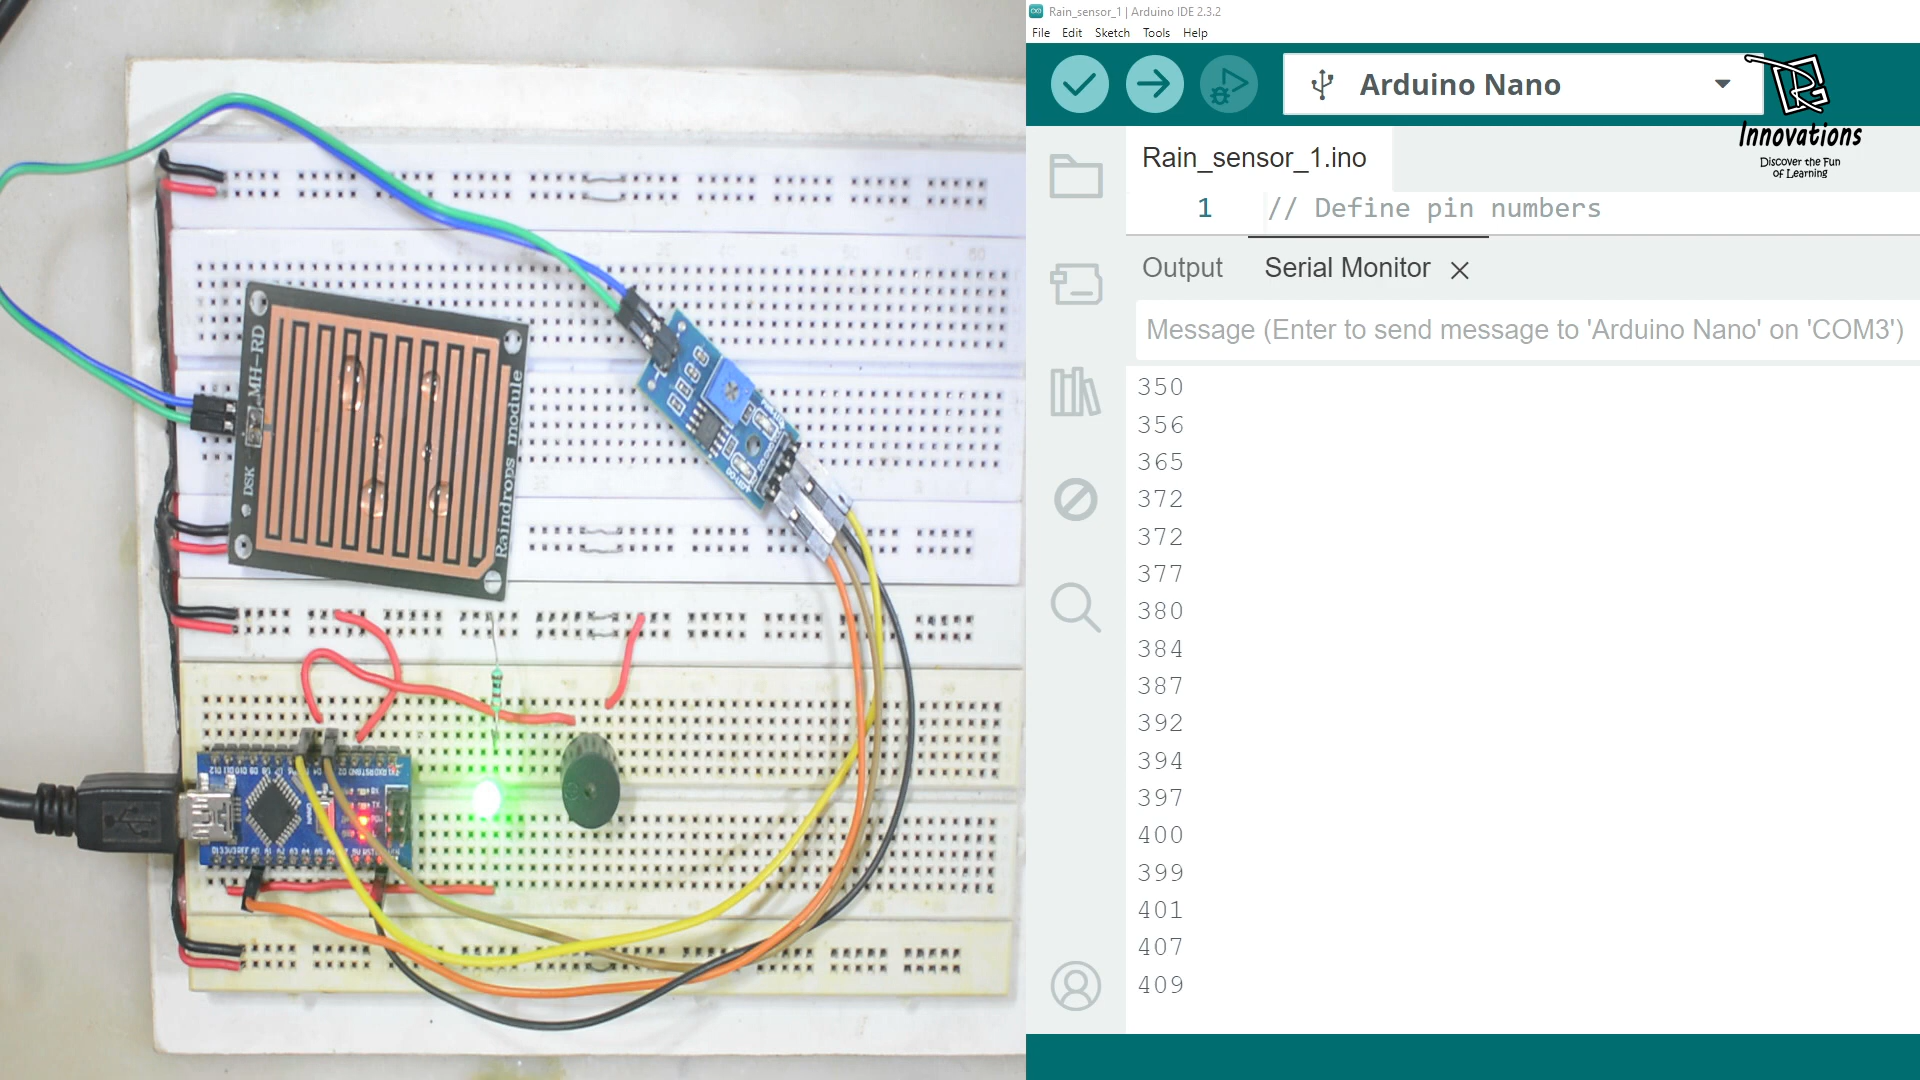 MH-RD
DSK
Raindrops module
Rain_sensor_1 | Arduino IDE 2.3.2
File Edit Sketch Tools Help
Arduino Nano
Innovations
Discover the Fun
of Learning
Rain_sensor_1.ino
1 // Define pin numbers
Output Serial Monitor
Message (Enter to send message to 'Arduino Nano' on 'COM3')
350
356
365
372
372
377
380
384
387
392
394
397
400
399
401
407
409